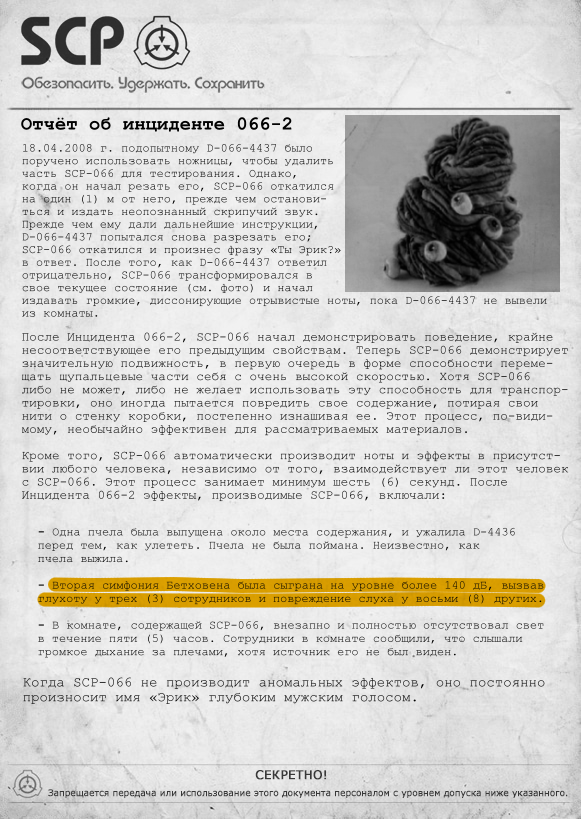 SCP
Обезопасить. Удержать. Сохранить
Отчёт об инциденте 066-2
18.04.2008 г. подопытному D-066-4437 было
поручено использовать ножницы, чтобы удалить
часть SCP-066 для тестирования. Однако,
когда он начал резать его, SCP-066 откатился
на один (1) м от него, прежде чем останови-
ться и издать неопознанный скрипучий звук.
Прежде чем ему дали дальнейшие инструкции,
D-066-4437 попытался снова разрезать его;
SCP-066 откатился и произнес фразу «Ты Эрик?»
в ответ. После того, как D-066-4437 ответил
отрицательно, SCP-066 трансформировался в
свое текущее состояние (см. фото) и начал
издавать громкие, диссонирующие отрывистые ноты, пока D-066-4437 не вывели
из комнаты.
После Инцидента 066-2, SCP-066 начал демонстрировать поведение, крайне
несоответствующее его предыдущим свойствам. Теперь SCP-066 демонстрирует
значительную подвижность, в первую очередь в форме способности переме-
щать щупальцевые части себя с очень высокой скоростью. Хотя SCP-066
либо не может, либо не желает использовать эту способность для транспор-
тировки, оно иногда пытается повредить свое содержание, потирая свои
нити о стенку коробки, постепенно изнашивая ее. Этот процесс, по-види-
мому, необычайно эффективен для рассматриваемых материалов.
Кроме того, SCP-066 автоматически производит ноты и эффекты в присутст-
вии любого человека, независимо от того, взаимодействует ли этот человек
с SCP-066. Этот процесс занимает минимум шесть (6) секунд. После
Инцидента 066-2 эффекты, производимые SCP-066, включали:
- Одна пчела была выпущена около места содержания, и ужалила D-4436
перед тем, как улететь. Пчела не была поймана. Неизвестно, как
пчела выжила.
- Вторая симфония Бетховена была сыграна на уровне более 140 дБ, вызвав
глухоту у трех (3) сотрудников и повреждение слуха у восьми (8) других.
- В комнате, содержащей SCP-066, внезапно и полностью отсутствовал свет
в течение пяти (5) часов. Сотрудники в комнате сообщили, что слышали
громкое дыхание за плечами, хотя источник его не был виден.
Когда SCP-066 не производит аномальных эффектов, оно постоянно
произносит имя «Эрик» глубоким мужским голосом.
СЕКРЕТНО!
Запрещается передача или использование этого документа персоналом с уровнем допуска ниже указанного.